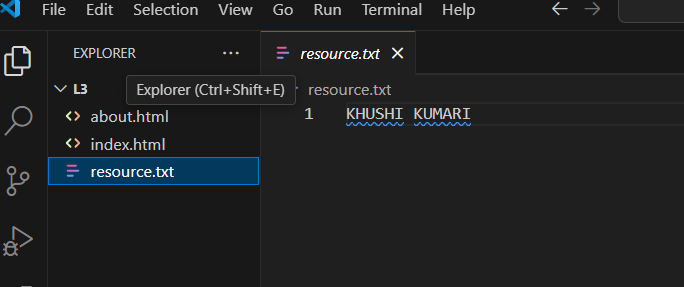 File Edit Selection View Go Run Terminal Help
EXPLORER ...
resource.txt
L3
Explorer (Ctrl+Shift+E)
resource.txt
about.html
1 KHUSHI KUMARI
index.html
resource.txt